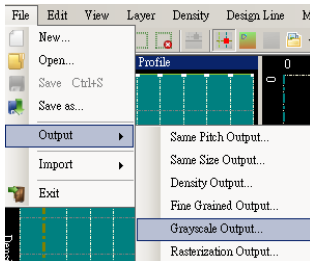 File Edit View Layer Density Design Line
New...
Open...
Profile 0
Save Ctrl+S
0
Save as...
Output
Same Pitch Output...
Import
Same Size Output...
Density Output...
Exit
Fine Grained Output...
Grayscale Output...
Rasterization Output...